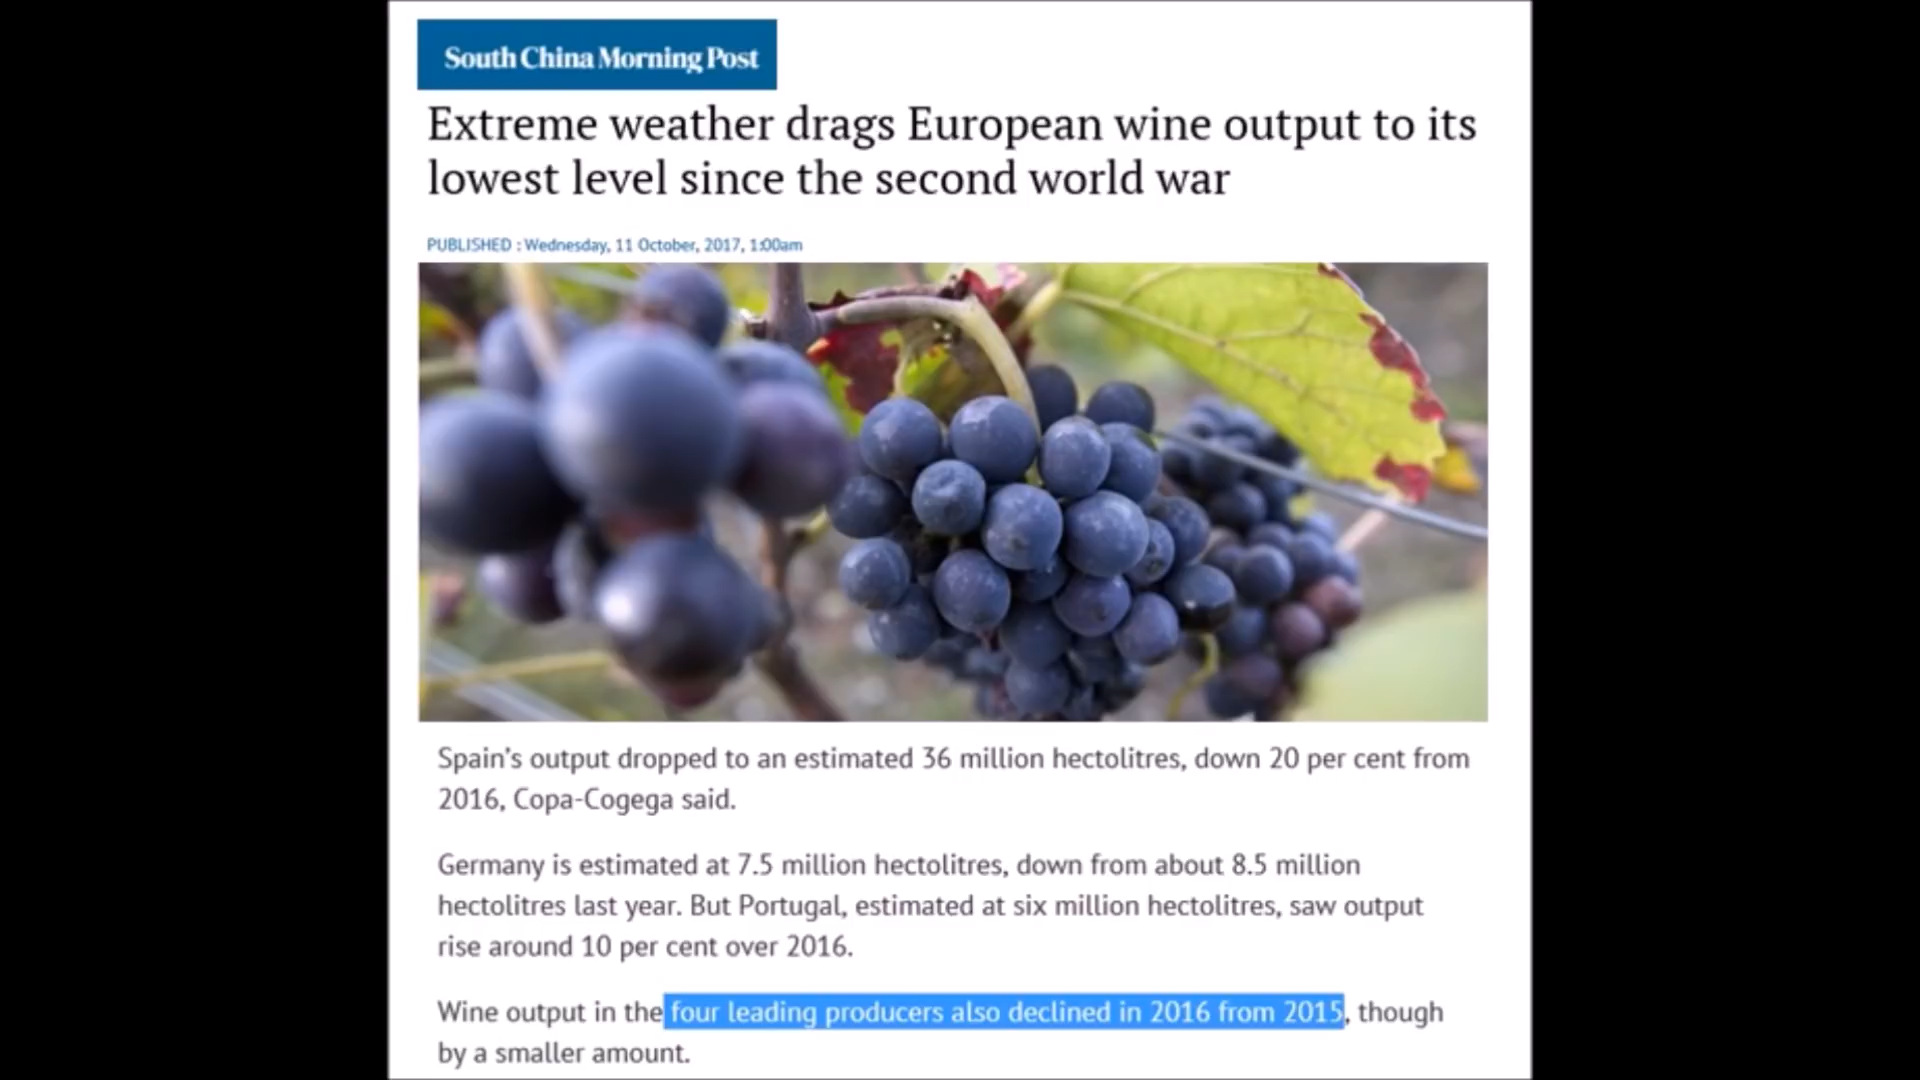 South China Morning Post
Extreme weather drags European wine output to its
lowest level since the second world war
PUBLISHED : Wednesday, 11 October, 2017, 1:00am
Spain's output dropped to an estimated 36 million hectolitres, down 20 per cent from
2016, Copa-Cogega said.
Germany is estimated at 7.5 million hectolitres, down from about 8.5 million
hectolitres last year. But Portugal, estimated at six million hectolitres, saw output
rise around 10 per cent over 2016.
Wine output in the four leading producers also declined in 2016 from 2015, though
by a smaller amount.